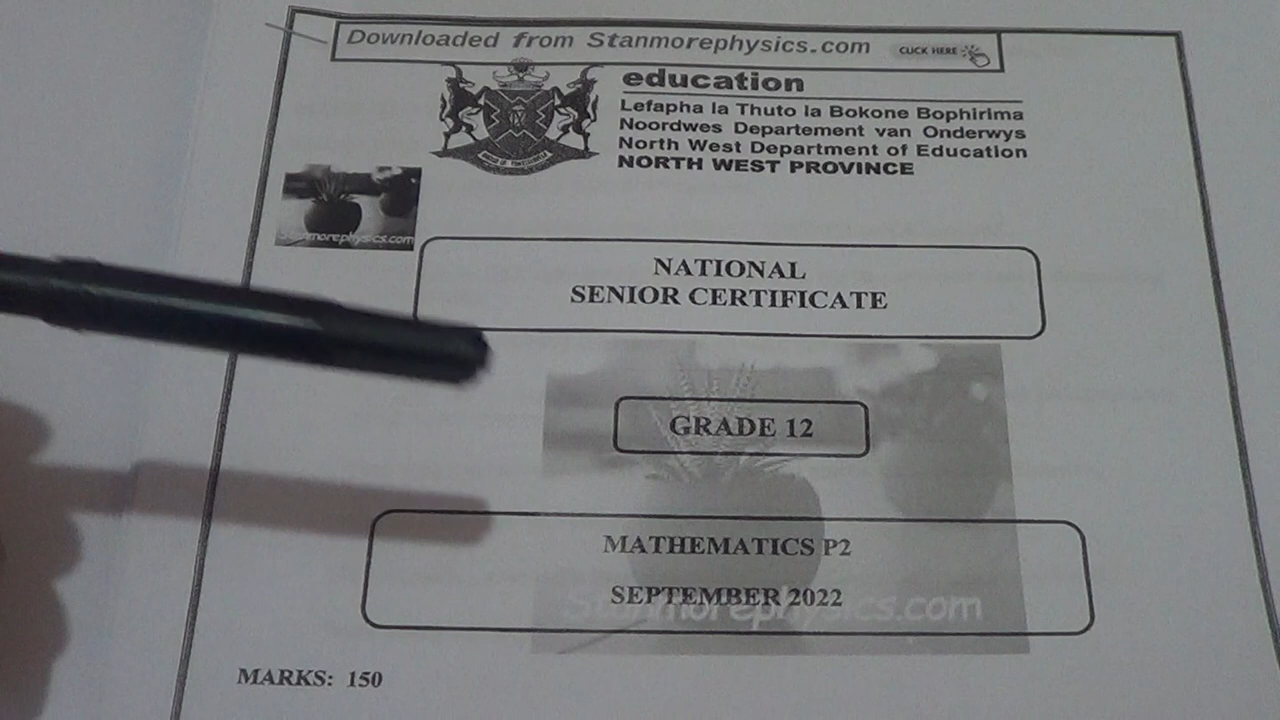 Downloaded from Stanmorephysics.com CLICK HERE
education
Lefapha la Thuto la Bokone Bophirima
Noordwes Departement van Onderwys
North West Department of Education
NORTH WEST PROVINCE
Stanmorephysics.com
NATIONAL
SENIOR CERTIFICATE
GRADE 12
MATHEMATICS P2
SEPTEMBER 2022
Stanmorephysics.com
MARKS: 150